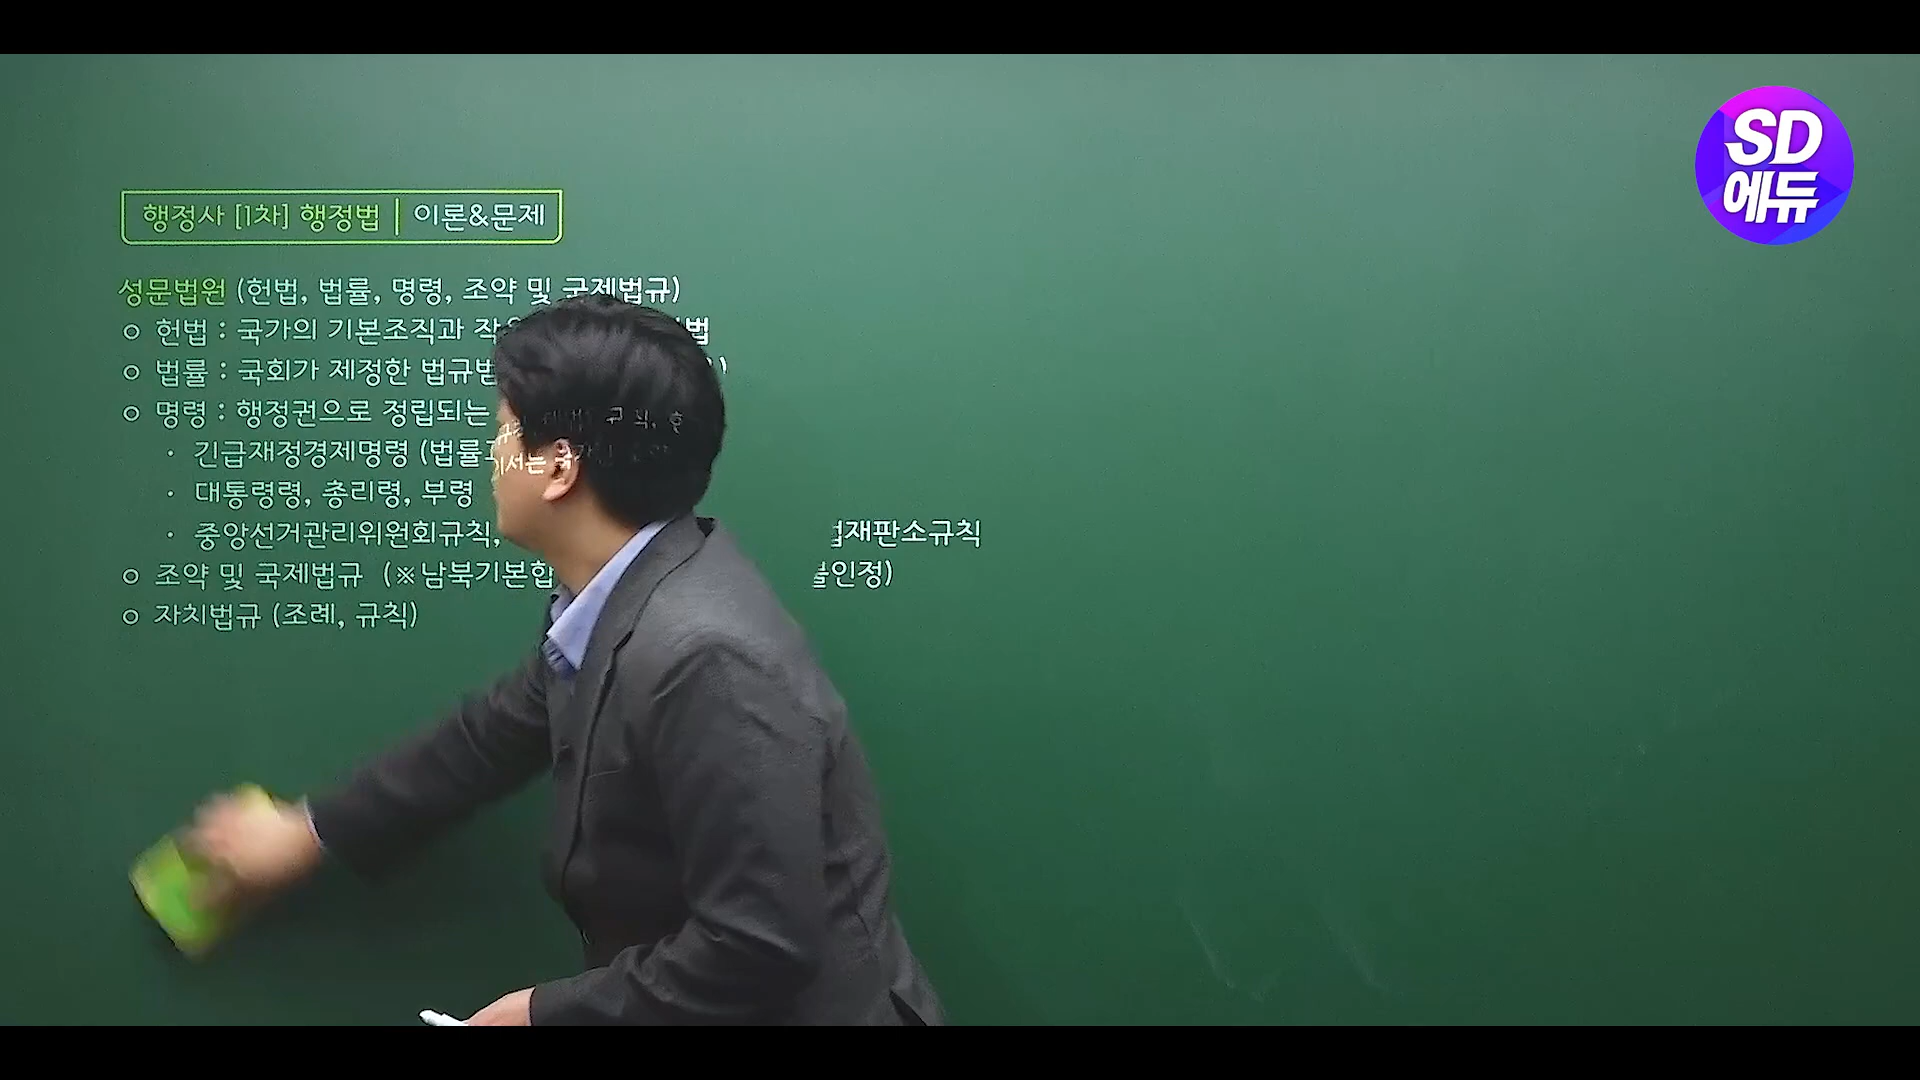 SD
에듀
행정사 [1차] 행정법 | 이론&문제
성문법원 (헌법, 법률, 명령, 조약 및 국제법규)
○ 헌법 : 국가의 기본조직과
○ 법률 : 국회가 제정한
○ 명령 : 행정권으로 정립되는
· 긴급재정경제명령
· 대통령령, 총리령, 부령
· 중앙선거관리위원회규칙, 재판소규칙
○ 조약 및 국제법규 (※남북기본합 인정)
○ 자치법규 (조례, 규칙)